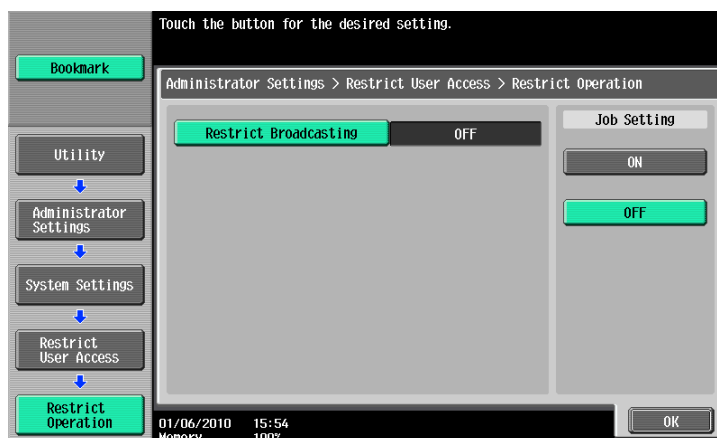 Touch the button for the desired setting.
Bookmark
Administrator Settings > Restrict User Access > Restrict Operation
Restrict Broadcasting
OFF
Job Setting
ON
OFF
Utility
Administrator
Settings
System Settings
Restrict
User Access
Restrict
Operation
01/06/2010 15:54
Memory 100%
OK